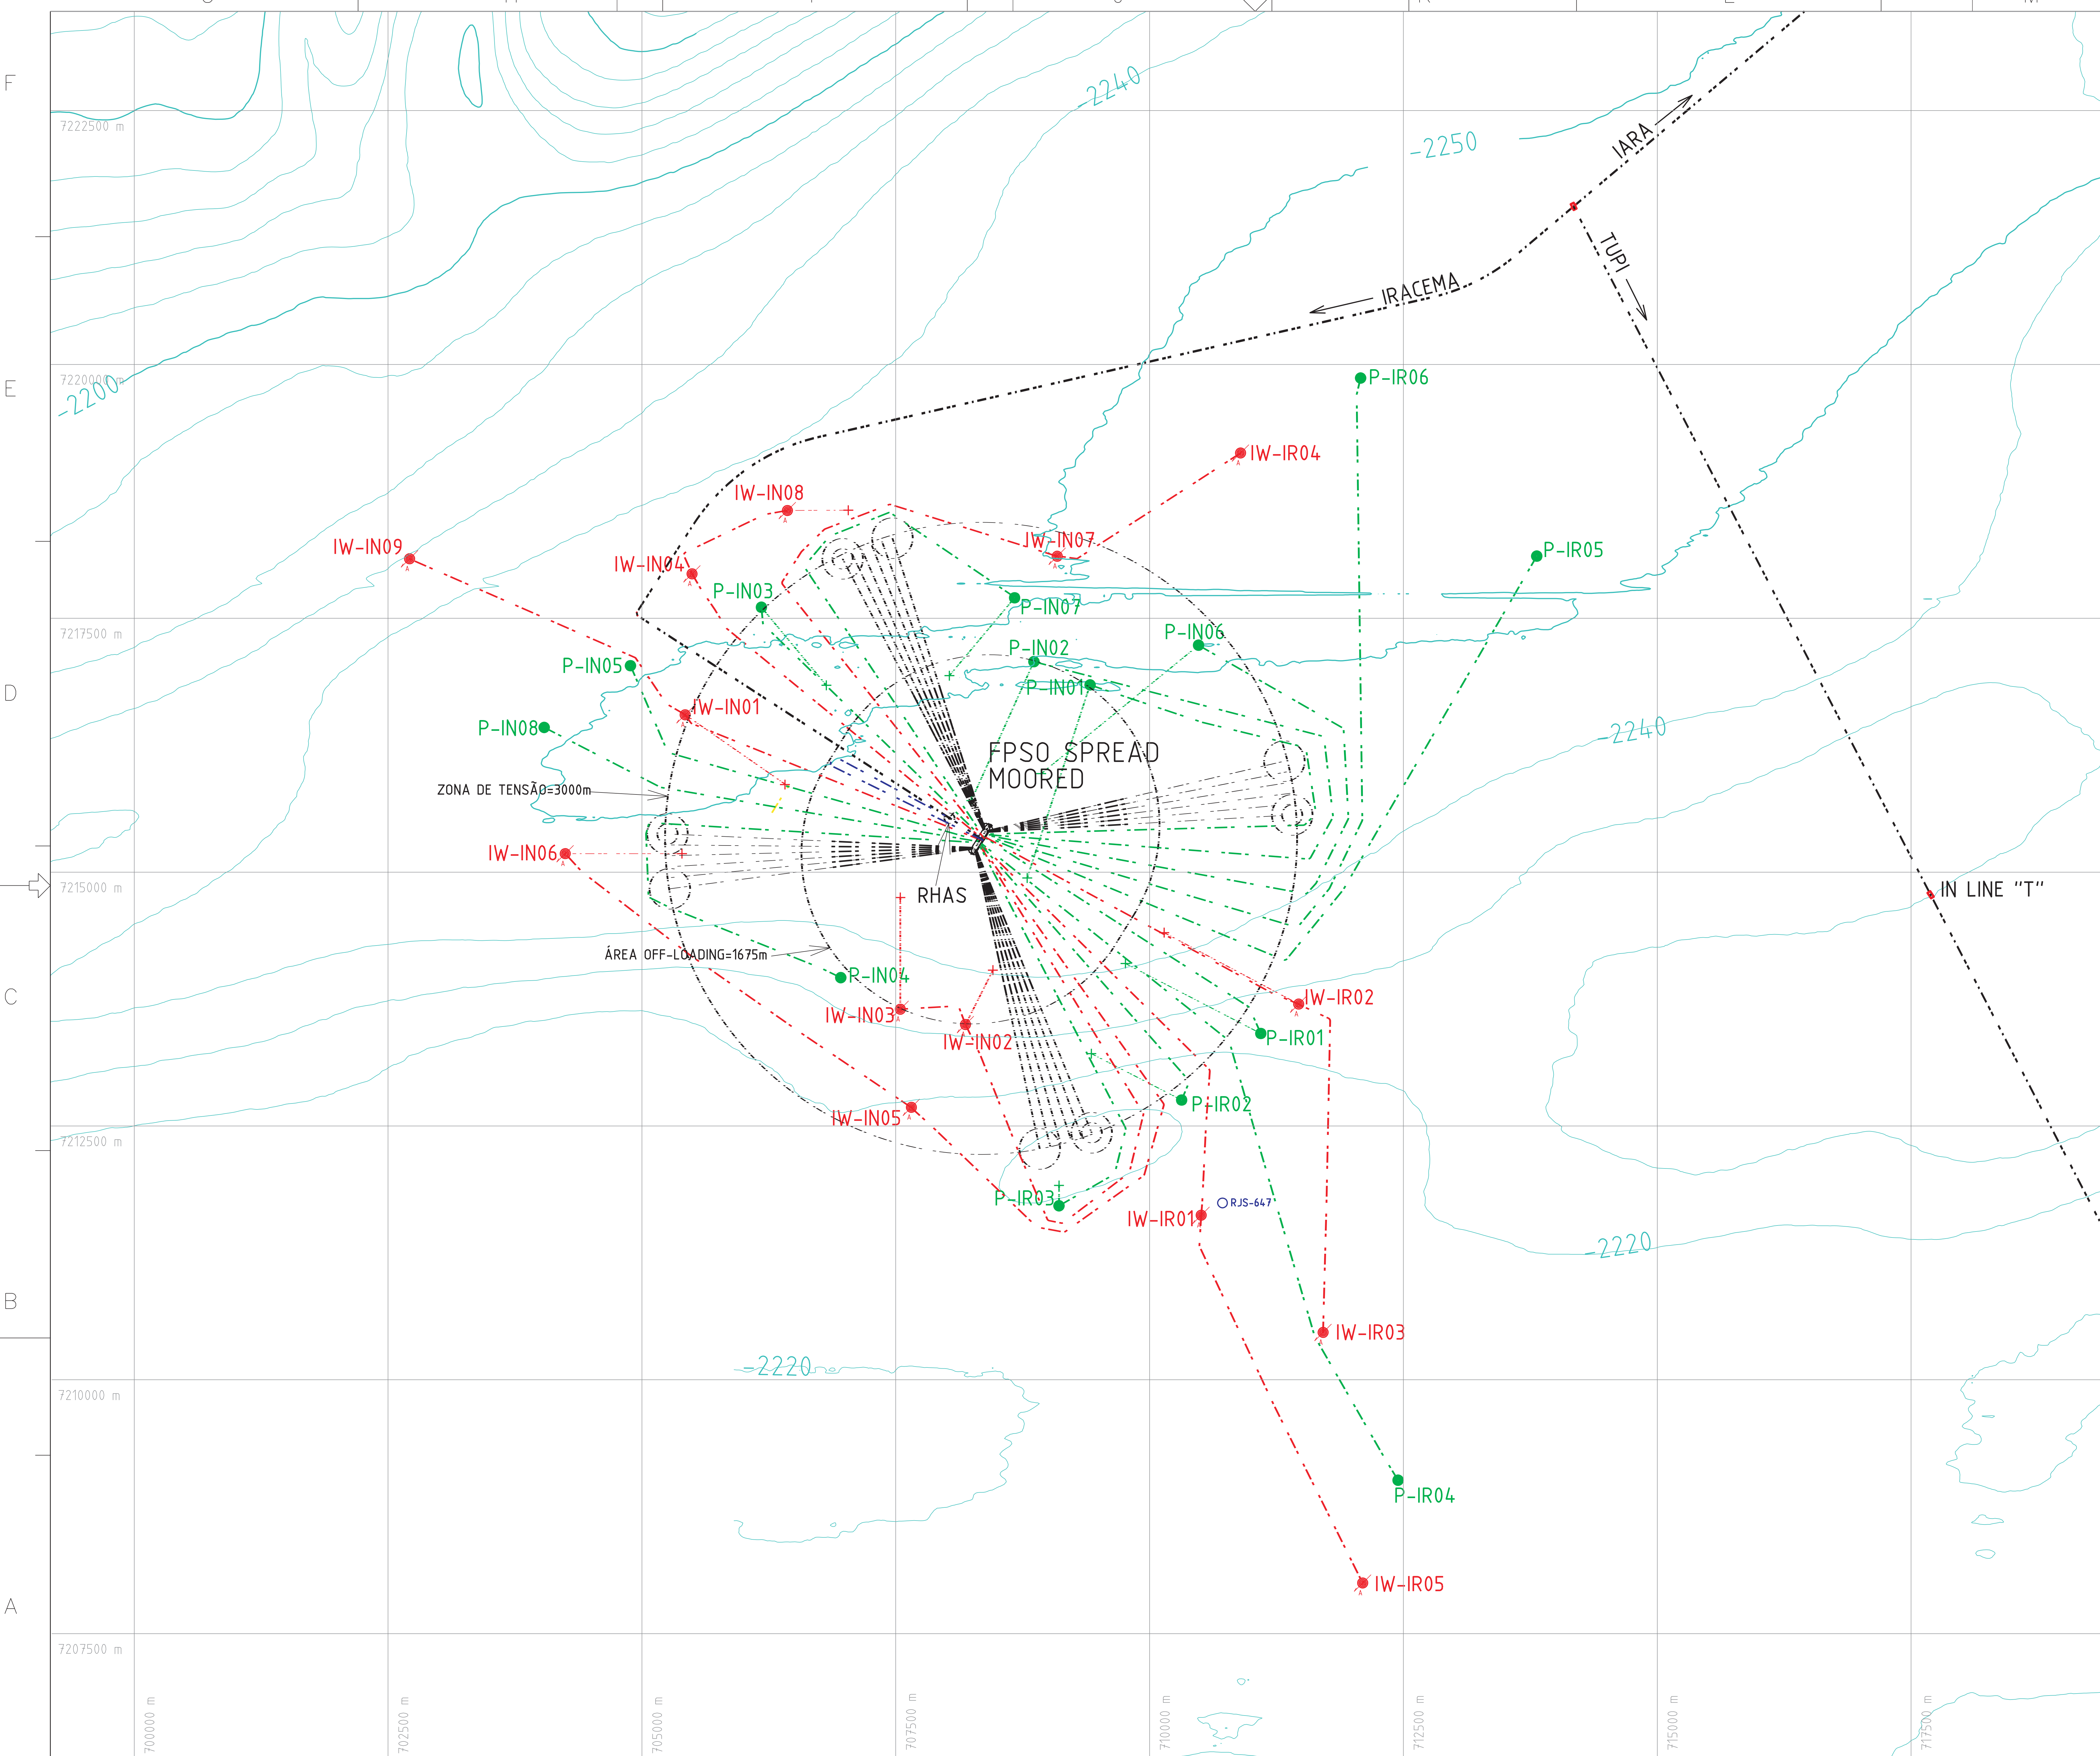 F
-2240
7222500 m
-2250
IARA
TUPI
IRACEMA
E
7220000 m
-2200
P-IR06
IW-IR04
IW-IN08
IW-IN07
IW-IN09
IW-IN04
P-IR05
P-IN03
P-IN07
7217500 m
P-IN06
P-IN02
P-IN05
P-IN01
D
IW-IN01
P-IN08
-2240
FPSO SPREAD
MOORED
ZONA DE TENSÃO=3000m
IW-IN06
7215000 m
RHAS
IN LINE "T"
ÁREA OFF-LOADING=1675m
P-IN04
C
IW-IR02
IW-IN03
IW-IN02
P-IR01
P-IR02
IW-IN05
7212500 m
P-IR03
RJS-647
IW-IR01
-2220
B
IW-IR03
-2220
7210000 m
P-IR04
IW-IR05
A
7207500 m
700000 m
702500 m
705000 m
707500 m
710000 m
712500 m
715000 m
717500 m